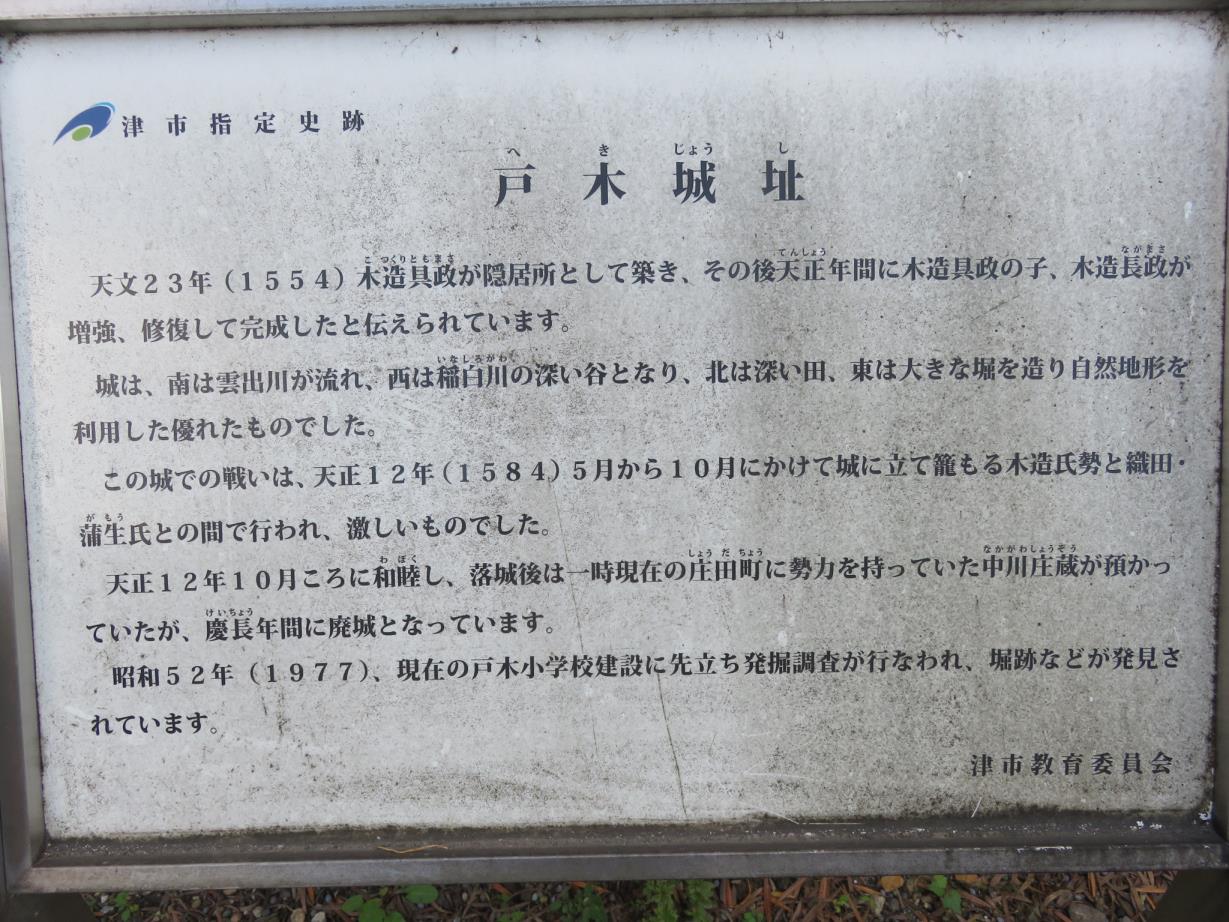 津市指定史跡
へ き じょう し
戸木城址
こつくりともまさ てんしょう ながまさ
天文23年(1554)木造具政が隠居所として築き、その後天正年間に木造具政の子、木造長政が
増強、修復して完成したと伝えられています。
いなしろがわ
城は、南は雲出川が流れ、西は稲白川の深い谷となり、北は深い田、東は大きな堀を造り自然地形を
利用した優れたものでした。
この城での戦いは、天正12年(1584)5月から10月にかけて城に立て籠もる木造氏勢と織田・
がもう
蒲生氏との間で行われ、激しいものでした。
わぼく しょうだちょう なかがわしょうぞう
天正12年10月ころに和睦し、落城後は一時現在の庄田町に勢力を持っていた中川庄蔵が預かっ
けいちょう
ていたが、慶長年間に廃城となっています。
昭和52年(1977)、現在の戸木小学校建設に先立ち発掘調査が行なわれ、堀跡などが発見さ
れています。
津市教育委員会